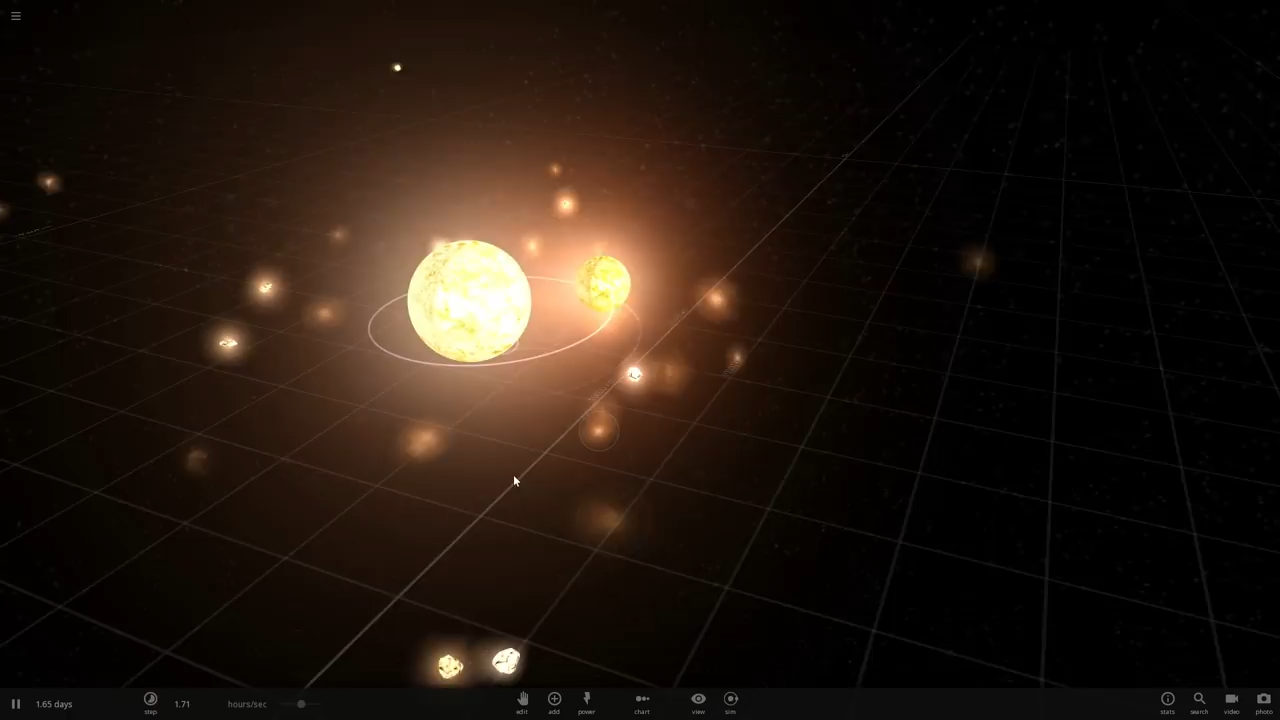 1.65 days
step
1.71
hours/sec
edit
add
power
chart
view
sim
stats
search
video
photo